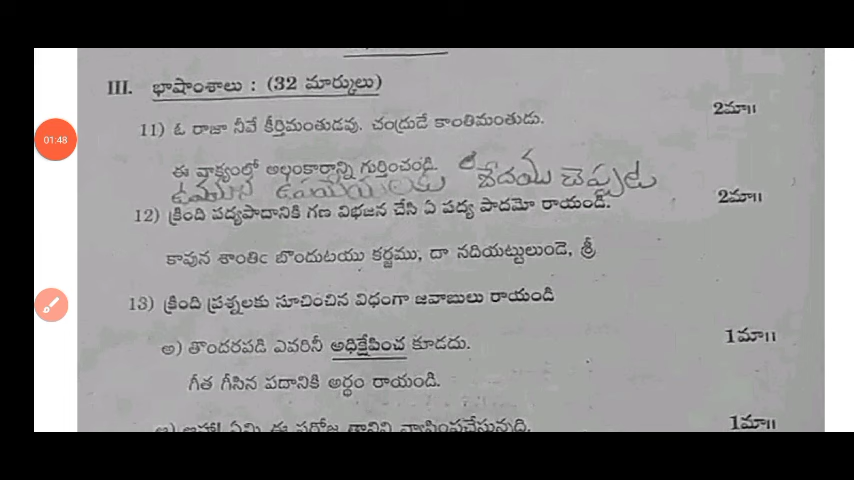 III. భాషాంశాలు : (32 మార్కులు)
11) ఓ రాజా నీవే కీర్తిమంతుడవు. చంద్రుడే కాంతిమంతుడు. 2మా॥
01:48
ఈ వాక్యంలో అలంకారాన్ని గుర్తించండి.
చెప్పుట
12) క్రింది పద్యపాదానికి గణ విభజన చేసి ఏ పద్య పాదమో రాయండి. 2మా॥
కాపున శాంతిఁ బొందుటయు కర్జము, దా నదియట్టులుండె, శ్రీ
13) క్రింది ప్రశ్నలకు సూచించిన విధంగా జవాబులు రాయండి
అ) తొందరపడి ఎవరినీ అధిక్షేపించ కూడదు. 1మా॥
గీత గీసిన పదానికి అర్థం రాయండి.
1మా॥